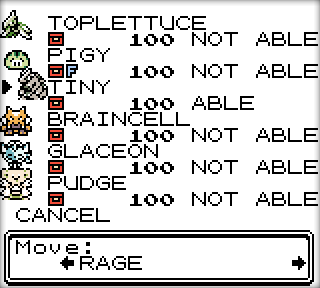 TOPLETTUCE
100 NOT ABLE
PIGY
F 100 NOT ABLE
TINY
100 ABLE
BRAINCELL
100 NOT ABLE
GLACEON
100 NOT ABLE
PUDGE
100 NOT ABLE
CANCEL
Move:
RAGE